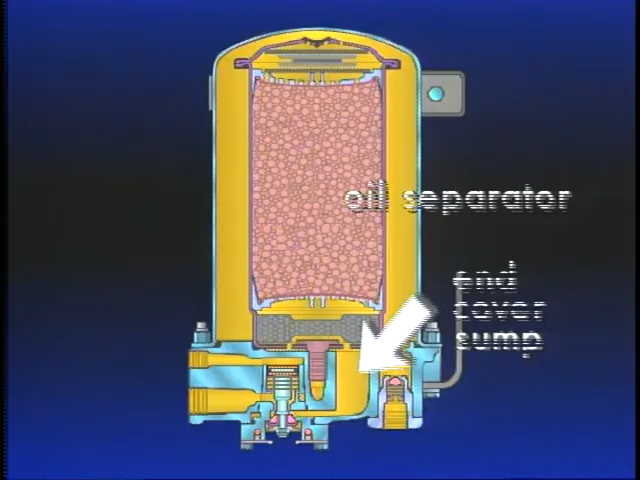 oil separator
end
cover
sump